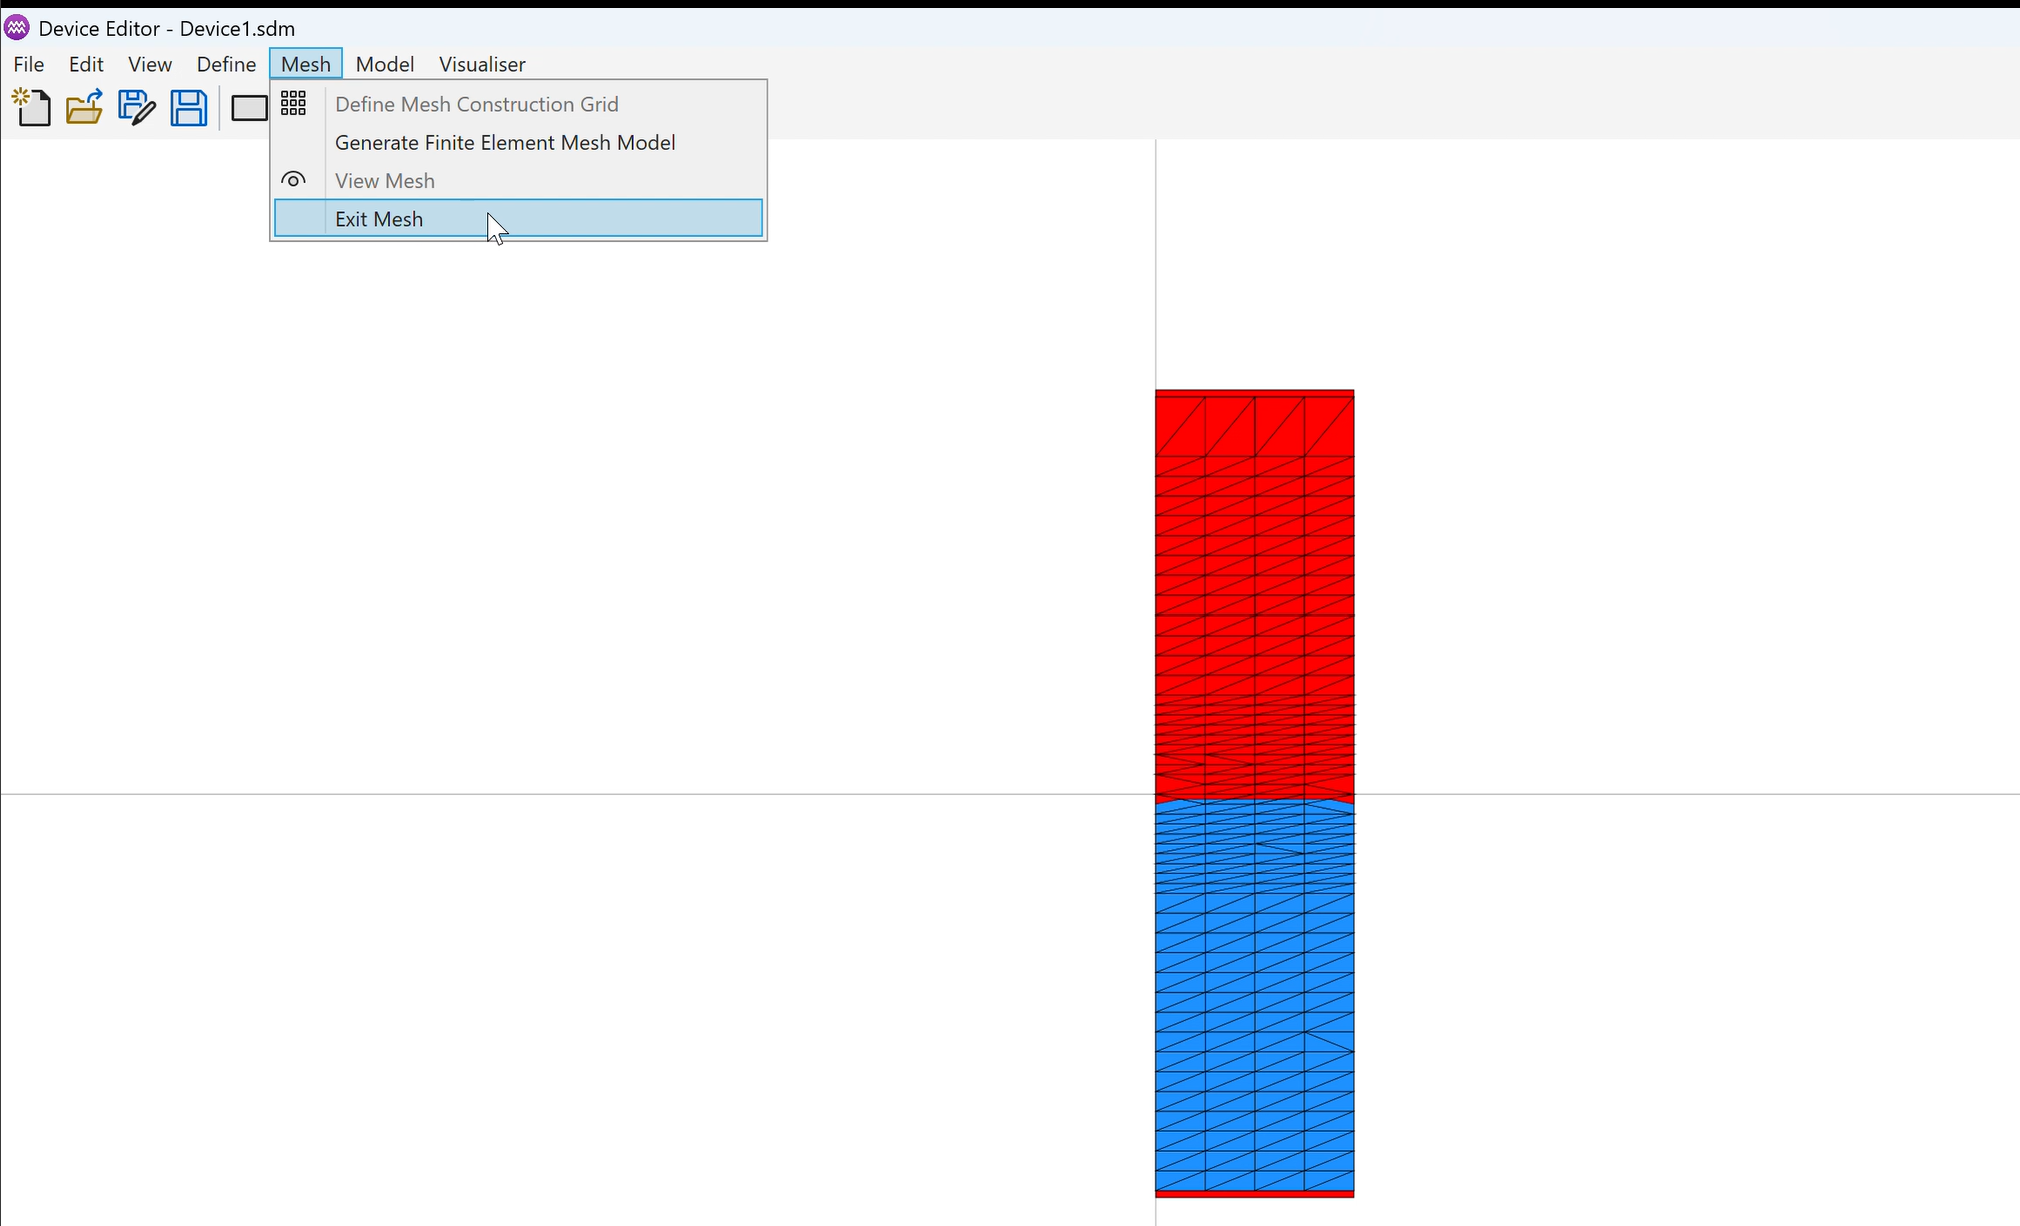 Device Editor - Device1.sdm
File Edit View Define Mesh Model Visualiser
Define Mesh Construction Grid
Generate Finite Element Mesh Model
View Mesh
Exit Mesh